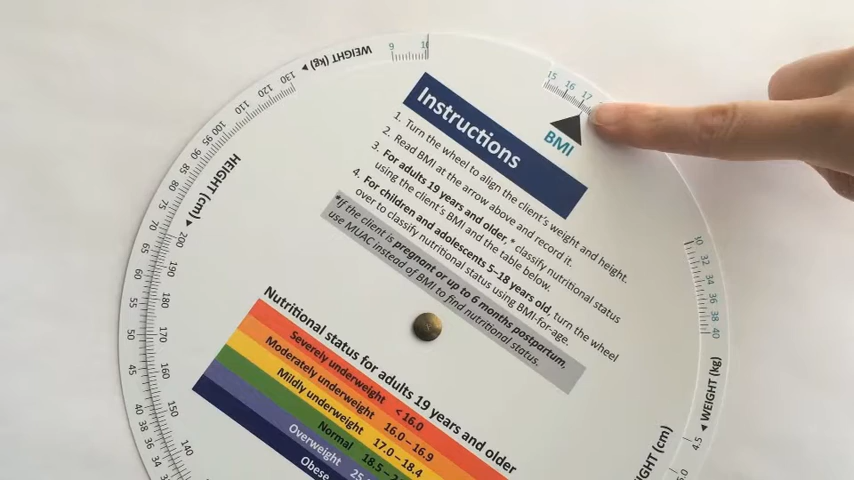 WEIGHT (kg)
9 10
15 16 17
130
120
110
100
95
90
85
80
75
70
65
60
55
50
45
40
38
36
34
HEIGHT (cm)
200
190
180
170
160
150
140
BMI
Instructions
1. Turn the wheel to align the client's weight and height.
2. Read BMI at the arrow above and record it.
3. For adults 19 years and older,* classify nutritional status
using the client's BMI and the table below.
4. For children and adolescents 5–18 years old, turn the wheel
over to classify nutritional status using BMI-for-age.
*If the client is pregnant or up to 6 months postpartum,
use MUAC instead of BMI to find nutritional status.
30
32
34
36
38
40
WEIGHT (kg)
4.5
5.0
Nutritional status for adults 19 years and older
Severely underweight <16.0
Moderately underweight 16.0–16.9
Mildly underweight 17.0–18.4
Normal
Overweight
Obese